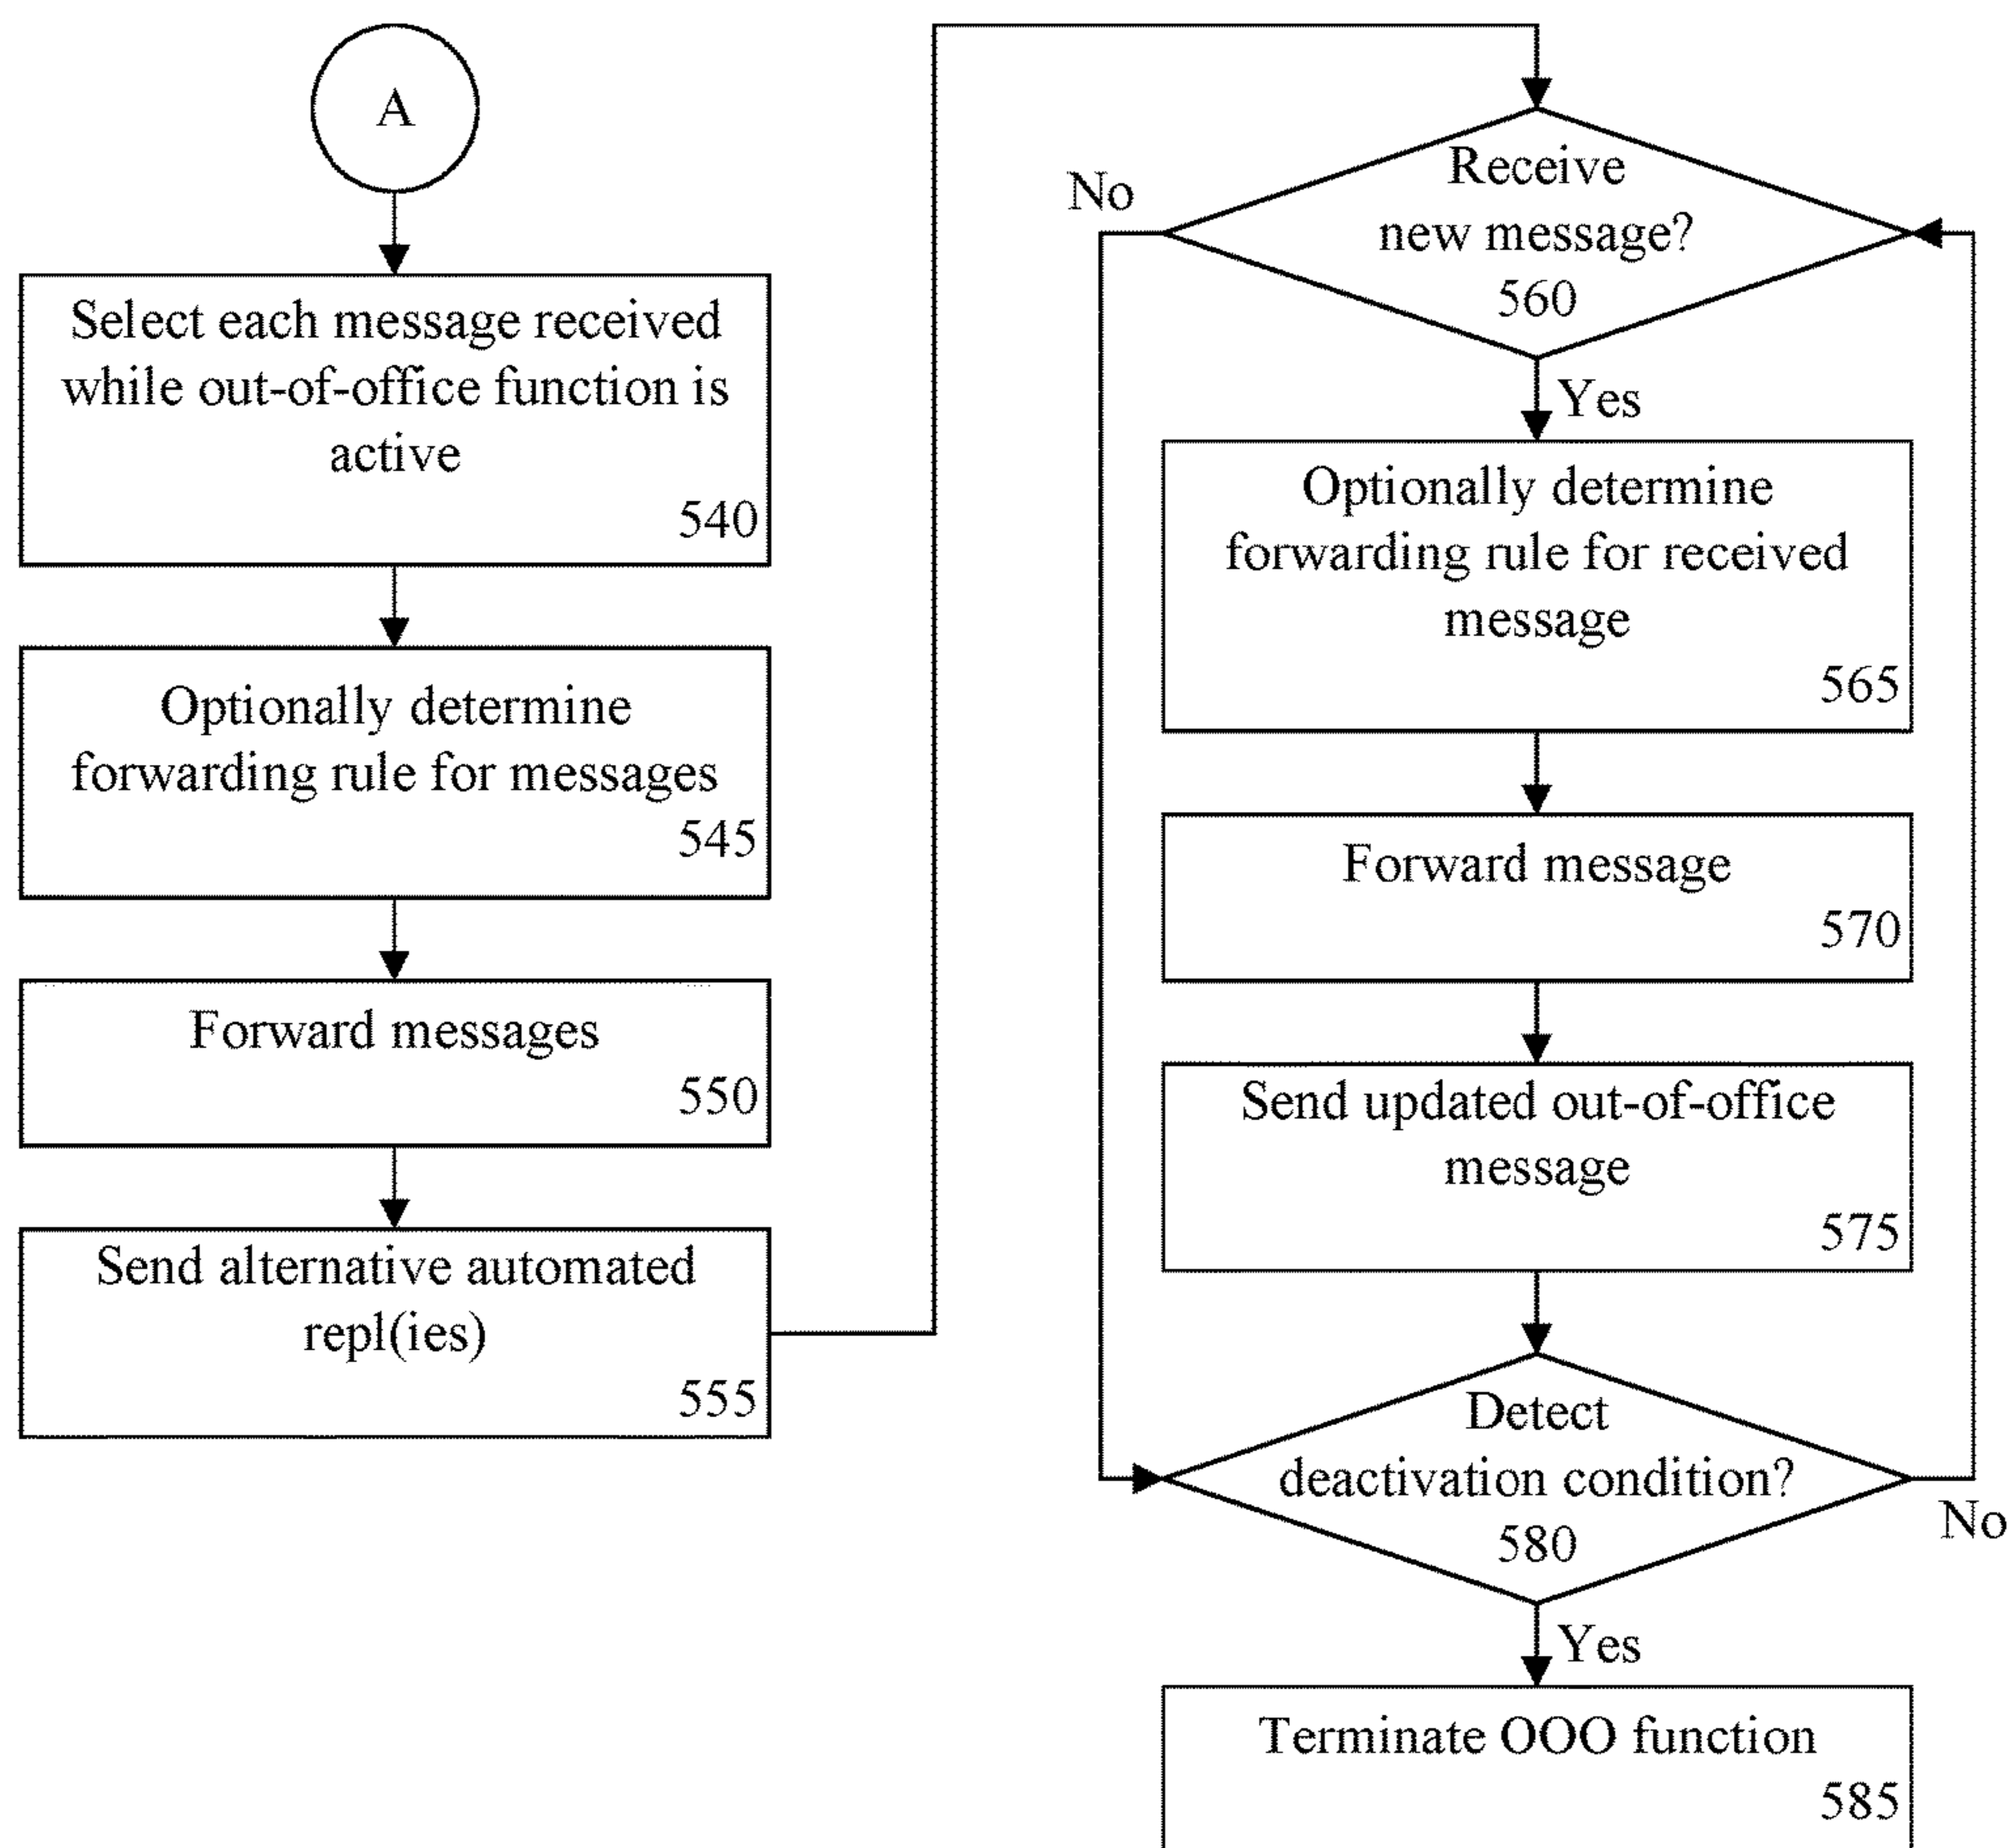 A
Select each message received
while out-of-office function is
active
540
Optionally determine
forwarding rule for messages
545
Forward messages
550
Send alternative automated
repl(ies)
555
Receive
new message?
560
No
Yes
Optionally determine
forwarding rule for received
message
565
Forward message
570
Send updated out-of-office
message
575
Detect
deactivation condition?
580
No
Yes
Terminate OOO function
585